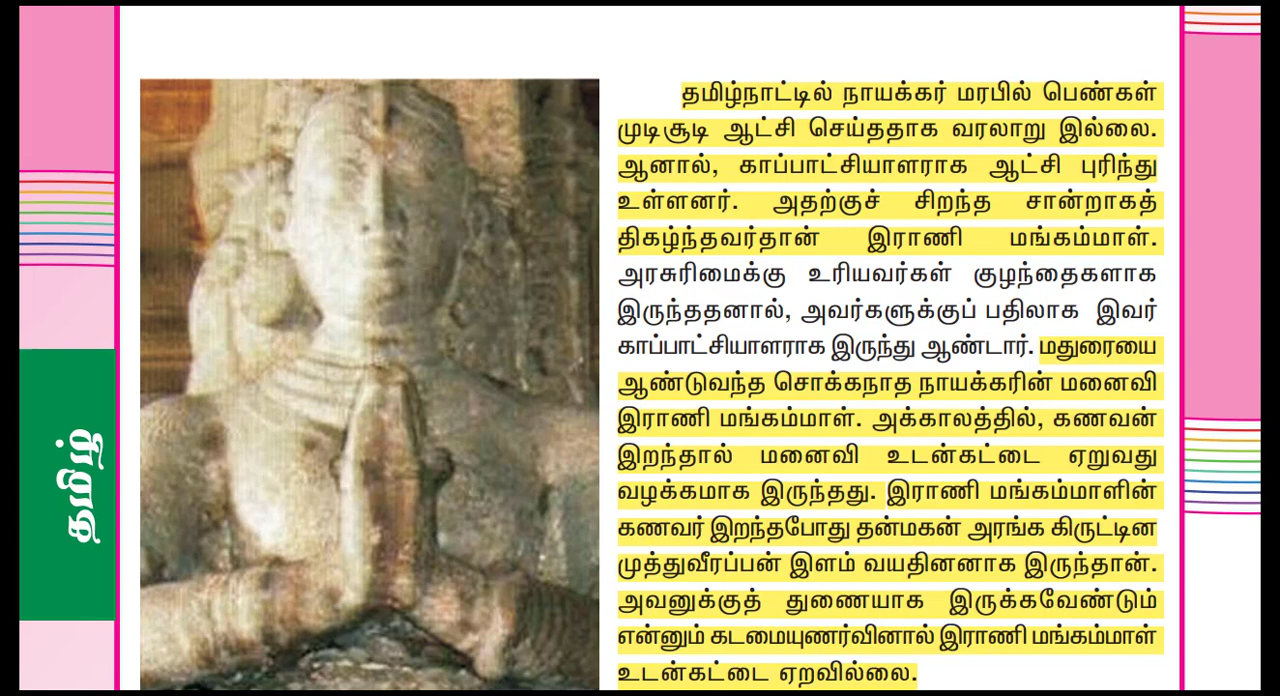 தமிழ்நாட்டில் நாயக்கர் மரபில் பெண்கள்
முடிசூடி ஆட்சி செய்ததாக வரலாறு இல்லை.
ஆனால், காப்பாட்சியாளராக ஆட்சி புரிந்து
உள்ளனர். அதற்குச் சிறந்த சான்றாகத்
திகழ்ந்தவர்தான் இராணி மங்கம்மாள்.
அரசுரிமைக்கு உரியவர்கள் குழந்தைகளாக
இருந்ததனால், அவர்களுக்குப் பதிலாக இவர்
காப்பாட்சியாளராக இருந்து ஆண்டார். மதுரையை
ஆண்டுவந்த சொக்கநாத நாயக்கரின் மனைவி
இராணி மங்கம்மாள். அக்காலத்தில், கணவன்
இறந்தால் மனைவி உடன்கட்டை ஏறுவது
வழக்கமாக இருந்தது. இராணி மங்கம்மாளின்
கணவர் இறந்தபோது தன்மகன் அரங்க கிருட்டின
முத்துவீரப்பன் இளம் வயதினனாக இருந்தான்.
அவனுக்குத் துணையாக இருக்கவேண்டும்
என்னும் கடமையுணர்வினால் இராணி மங்கம்மாள்
உடன்கட்டை ஏறவில்லை.
தமிழ்